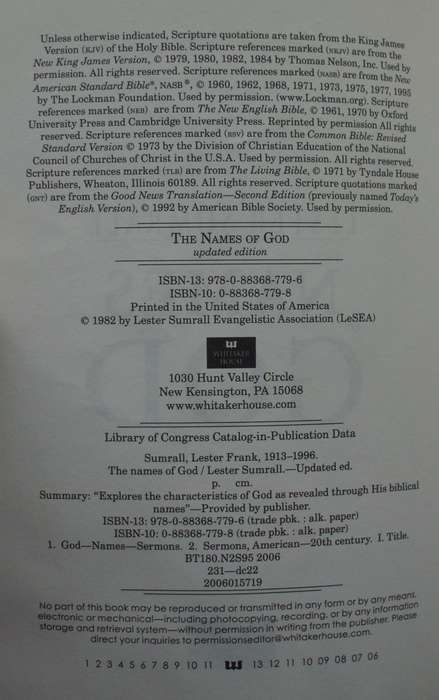 Unless otherwise indicated, Scripture quotations are taken from the King James
Version (KJV) of the Holy Bible. Scripture references marked (NKJV) are from the
New King James Version, © 1979, 1980, 1982, 1984 by Thomas Nelson, Inc. Used by
permission. All rights reserved. Scripture references marked (NASB) are from the New
American Standard Bible®, NASB®, © 1960, 1962, 1968, 1971, 1973, 1975, 1977, 1995
by The Lockman Foundation. Used by permission. (www.Lockman.org). Scripture
references marked (NEB) are from The New English Bible, © 1961, 1970 by Oxford
University Press and Cambridge University Press. Reprinted by permission All rights
reserved. Scripture references marked (RSV) are from the Common Bible: Revised
Standard Version © 1973 by the Division of Christian Education of the National
Council of Churches of Christ in the U.S.A. Used by permission. All rights reserved.
Scripture references marked (TLB) are from The Living Bible, © 1971 by Tyndale House
Publishers, Wheaton, Illinois 60189. All rights reserved. Scripture quotations marked
(GNT) are from the Good News Translation—Second Edition (previously named Today's
English Version), © 1992 by American Bible Society. Used by permission.
THE NAMES OF GOD
updated edition
ISBN-13: 978-0-88368-779-6
ISBN-10: 0-88368-779-8
Printed in the United States of America
© 1982 by Lester Sumrall Evangelistic Association (LeSEA)
WHITAKER
HOUSE
1030 Hunt Valley Circle
New Kensington, PA 15068
www.whitakerhouse.com
Library of Congress Catalog-in-Publication Data
Sumrall, Lester Frank, 1913–1996.
The names of God / Lester Sumrall.—Updated ed.
p. cm.
Summary: "Explores the characteristics of God as revealed through His biblical
names"—Provided by publisher.
ISBN-13: 978-0-88368-779-6 (trade pbk. : alk. paper)
ISBN-10: 0-88368-779-8 (trade pbk. : alk. paper)
1. God—Names—Sermons. 2. Sermons, American—20th century. I. Title.
BT180.N2S95 2006
231—dc22
2006015719
No part of this book may be reproduced or transmitted in any form or by any means,
electronic or mechanical—including photocopying, recording, or by any information
storage and retrieval system—without permission in writing from the publisher. Please
direct your inquiries to permissionseditor@whitakerhouse.com.
1 2 3 4 5 6 7 8 9 10 11 13 12 11 10 09 08 07 06